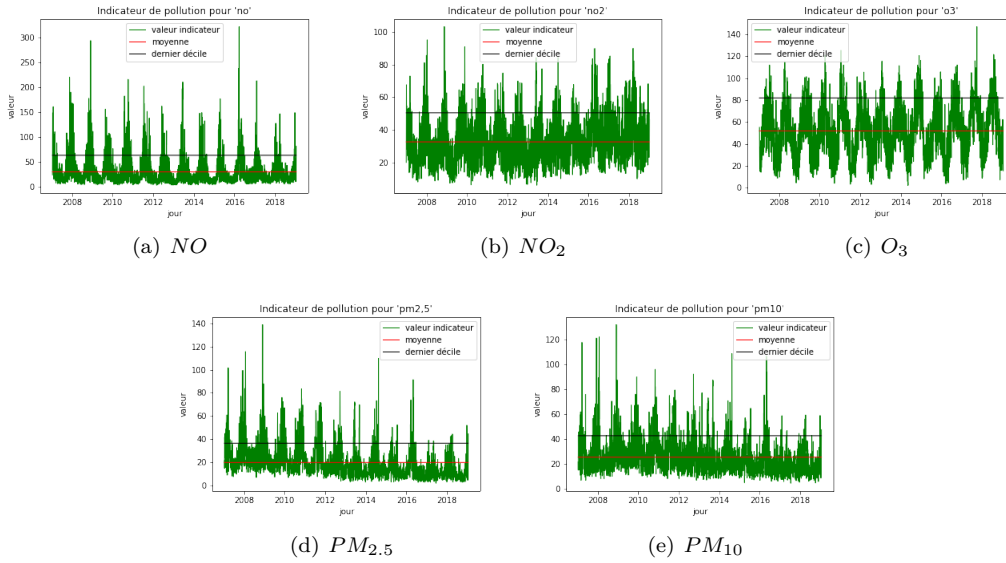 Indicateur de pollution pour 'no'
valeur indicateur
moyenne
dernier décile
300
250
200
150
100
50
0
valeur
2008 2010 2012 2014 2015 2016 2018
jour
(a) NO
Indicateur de pollution pour 'no2'
valeur indicateur
moyenne
dernier décile
100
80
60
40
20
valeur
2008 2010 2012 2014 2016 2018
jour
(b) NO2
Indicateur de pollution pour 'o3'
valeur indicateur
moyenne
dernier décile
140
120
100
80
60
40
20
0
valeur
2008 2010 2012 2014 2016 2018
jour
(c) O3
Indicateur de pollution pour 'pm2,5'
valeur indicateur
moyenne
dernier décile
140
120
100
80
60
40
20
0
valeur
2008 2010 2012 2014 2016 2018
jour
(d) PM2.5
Indicateur de pollution pour 'pm10'
valeur indicateur
moyenne
dernier décile
120
100
80
60
40
20
0
valeur
2008 2010 2012 2014 2016 2018
jour
(e) PM10